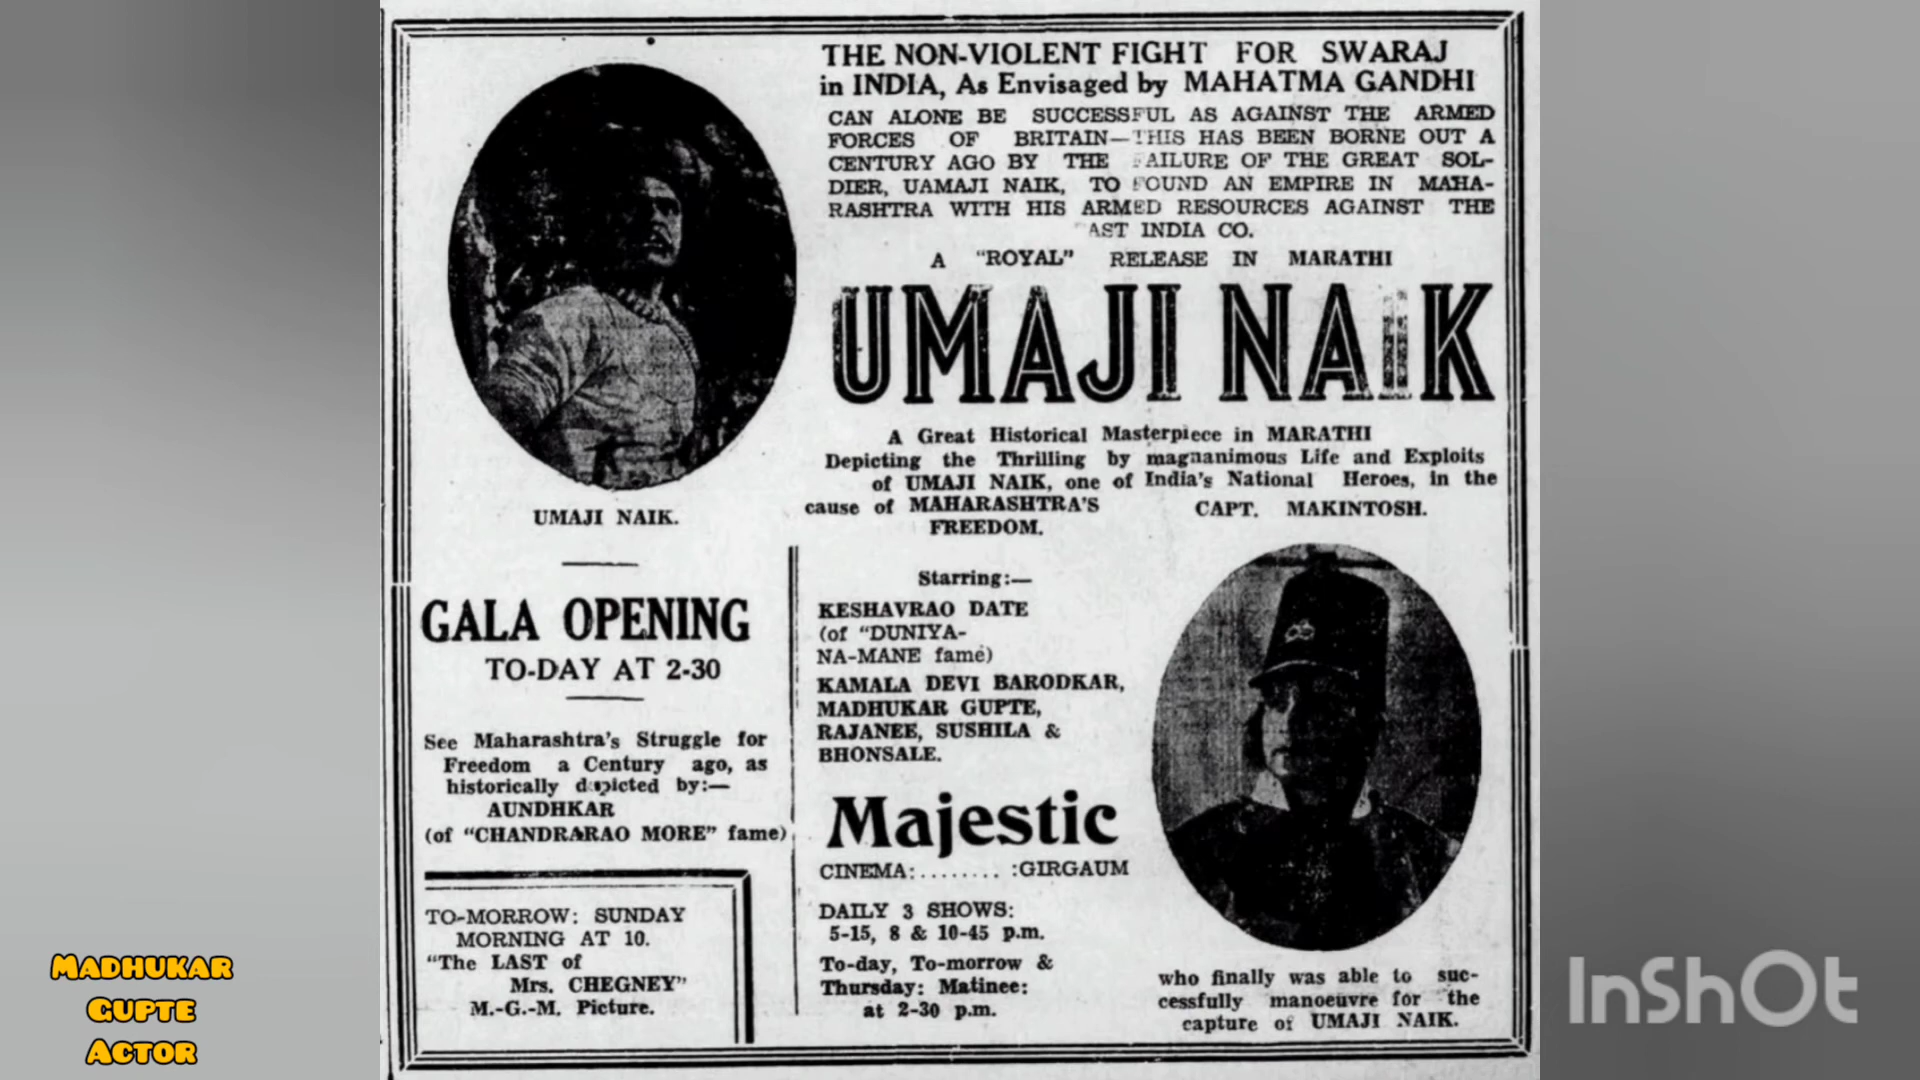 THE NON-VIOLENT FIGHT FOR SWARAJ
in INDIA, As Envisaged by MAHATMA GANDHI
CAN ALONE BE SUCCESSFUL AS AGAINST THE ARMED
FORCES OF BRITAIN—THIS HAS BEEN BORNE OUT A
CENTURY AGO BY THE FAILURE OF THE GREAT SOL-
DIER, UAMAJI NAIK, TO FOUND AN EMPIRE IN MAHA-
RASHTRA WITH HIS ARMED RESOURCES AGAINST THE
AST INDIA CO.
A "ROYAL" RELEASE IN MARATHI
UMAJI NAIK
A Great Historical Masterpiece in MARATHI
Depicting the Thrilling by magnanimous Life and Exploits
of UMAJI NAIK, one of India's National Heroes, in the
cause of MAHARASHTRA'S
FREEDOM.
CAPT. MAKINTOSH.
UMAJI NAIK.
GALA OPENING
TO-DAY AT 2-30
See Maharashtra's Struggle for
Freedom a Century ago, as
historically depicted by:—
AUNDHKAR
(of "CHANDRARAO MORE" fame)
TO-MORROW: SUNDAY
MORNING AT 10.
"The LAST of
Mrs. CHEGNEY"
M.-G.-M. Picture.
Starring:—
KESHAVRAO DATE
(of "DUNIYA-
NA-MANE fame)
KAMALA DEVI BARODKAR,
MADHUKAR GUPTE,
RAJANEE, SUSHILA &
BHONSALE.
Majestic
CINEMA:........ :GIRGAUM
DAILY 3 SHOWS:
5-15, 8 & 10-45 p.m.
To-day, To-morrow &
Thursday: Matinee:
at 2-30 p.m.
who finally was able to suc-
cessfully manoeuvre for the
capture of UMAJI NAIK.
MADHUKAR
GUPTE
ACTOR
InShOt